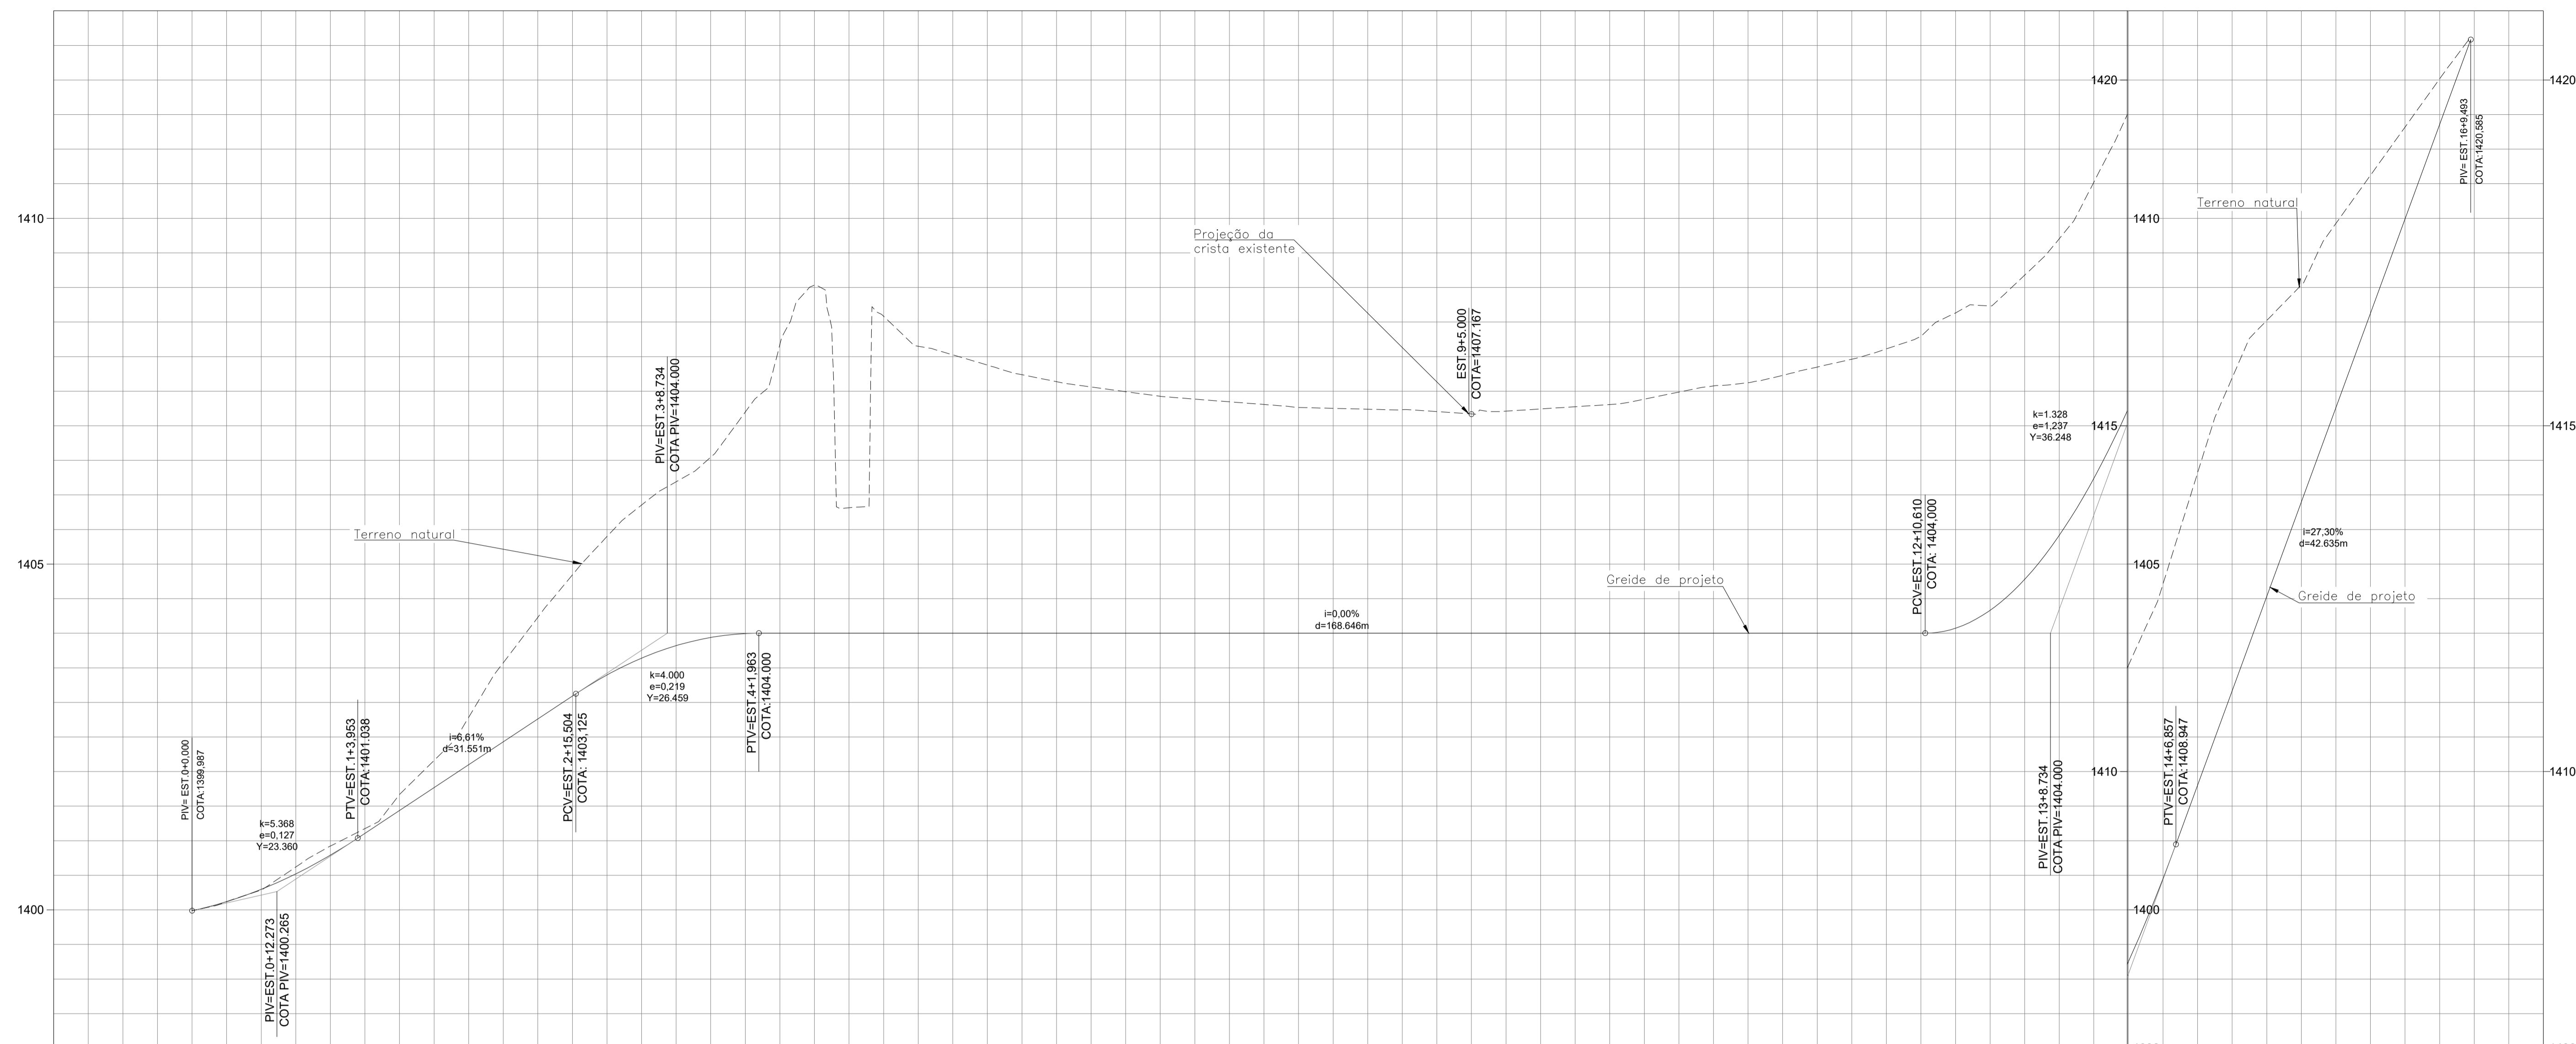 1420
1420
PIV= EST.16+9,493
COTA:1420,585
1410
1410
Terreno natural
Projeção da
crista existente
EST.9+5.000
COTA=1407.167
PIV=EST.3+8.734
COTA PIV=1404.000
k=1.328
e=1,237
Y=36.248
1415
1415
Terreno natural
PCV=EST.12+10,610
COTA: 1404,000
i=27,30%
d=42.635m
1405
1405
Greide de projeto
Greide de projeto
i=0,00%
d=168.646m
k=4.000
e=0,219
Y=26.459
PTV=EST.4+1,963
COTA:1404.000
PIV= EST.0+0,000
COTA:1399,987
PTV=EST.1+3,953
COTA:1401.038
i=6,61%
d=31.551m
PCV=EST.2+15,504
COTA: 1403,125
PIV=EST.13+8.734
COTA PIV=1404.000
1410
1410
PTV=EST.14+6,857
COTA:1408.947
k=5.368
e=0,127
Y=23.360
1400
1400
PIV=EST.0+12.273
COTA PIV=1400.265